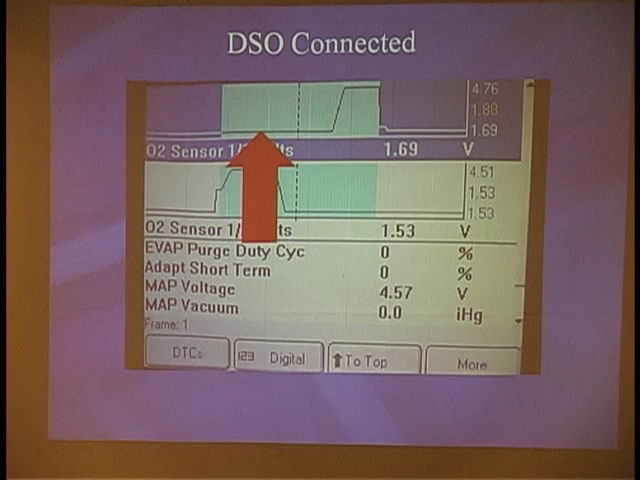 DSO Connected
4.76
1.88
1.69
O2 Sensor 1/ ts 1.69 V
4.51
1.53
1.53
O2 Sensor 1/ ts 1.53 V
EVAP Purge Duty Cyc 0 %
Adapt Short Term 0 %
MAP Voltage 4.57 V
MAP Vacuum 0.0 iHg
Frame: 1
DTCs 123 Digital To Top More